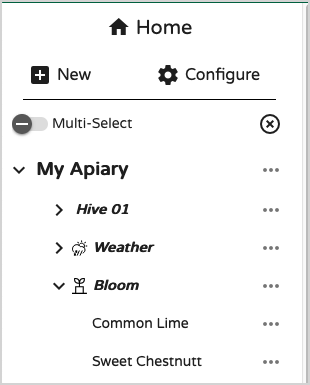 Home
New Configure
Multi-Select
My Apiary
Hive 01
Weather
Bloom
Common Lime
Sweet Chestnutt